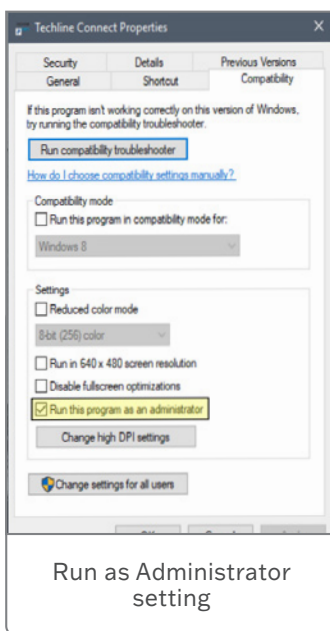 Techline Connect Properties
X
Security Details Previous Versions
General Shortcut Compatibility
If this program isn't working correctly on this version of Windows,
try running the compatibility troubleshooter.
Run compatibility troubleshooter
How do I choose compatibility settings manually?
Compatibility mode
Run this program in compatibility mode for:
Windows 8
Settings
Reduced color mode
8-bit (256) color
Run in 640 x 480 screen resolution
Disable fullscreen optimizations
Run this program as an administrator
Change high DPI settings
Change settings for all users
Run as Administrator
setting